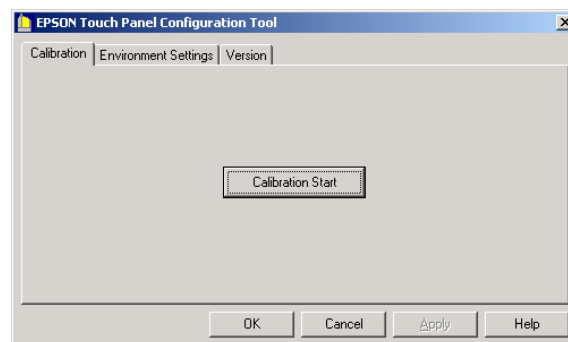 EPSON Touch Panel Configuration Tool
Calibration Environment Settings Version
Calibration Start
OK Cancel Apply Help